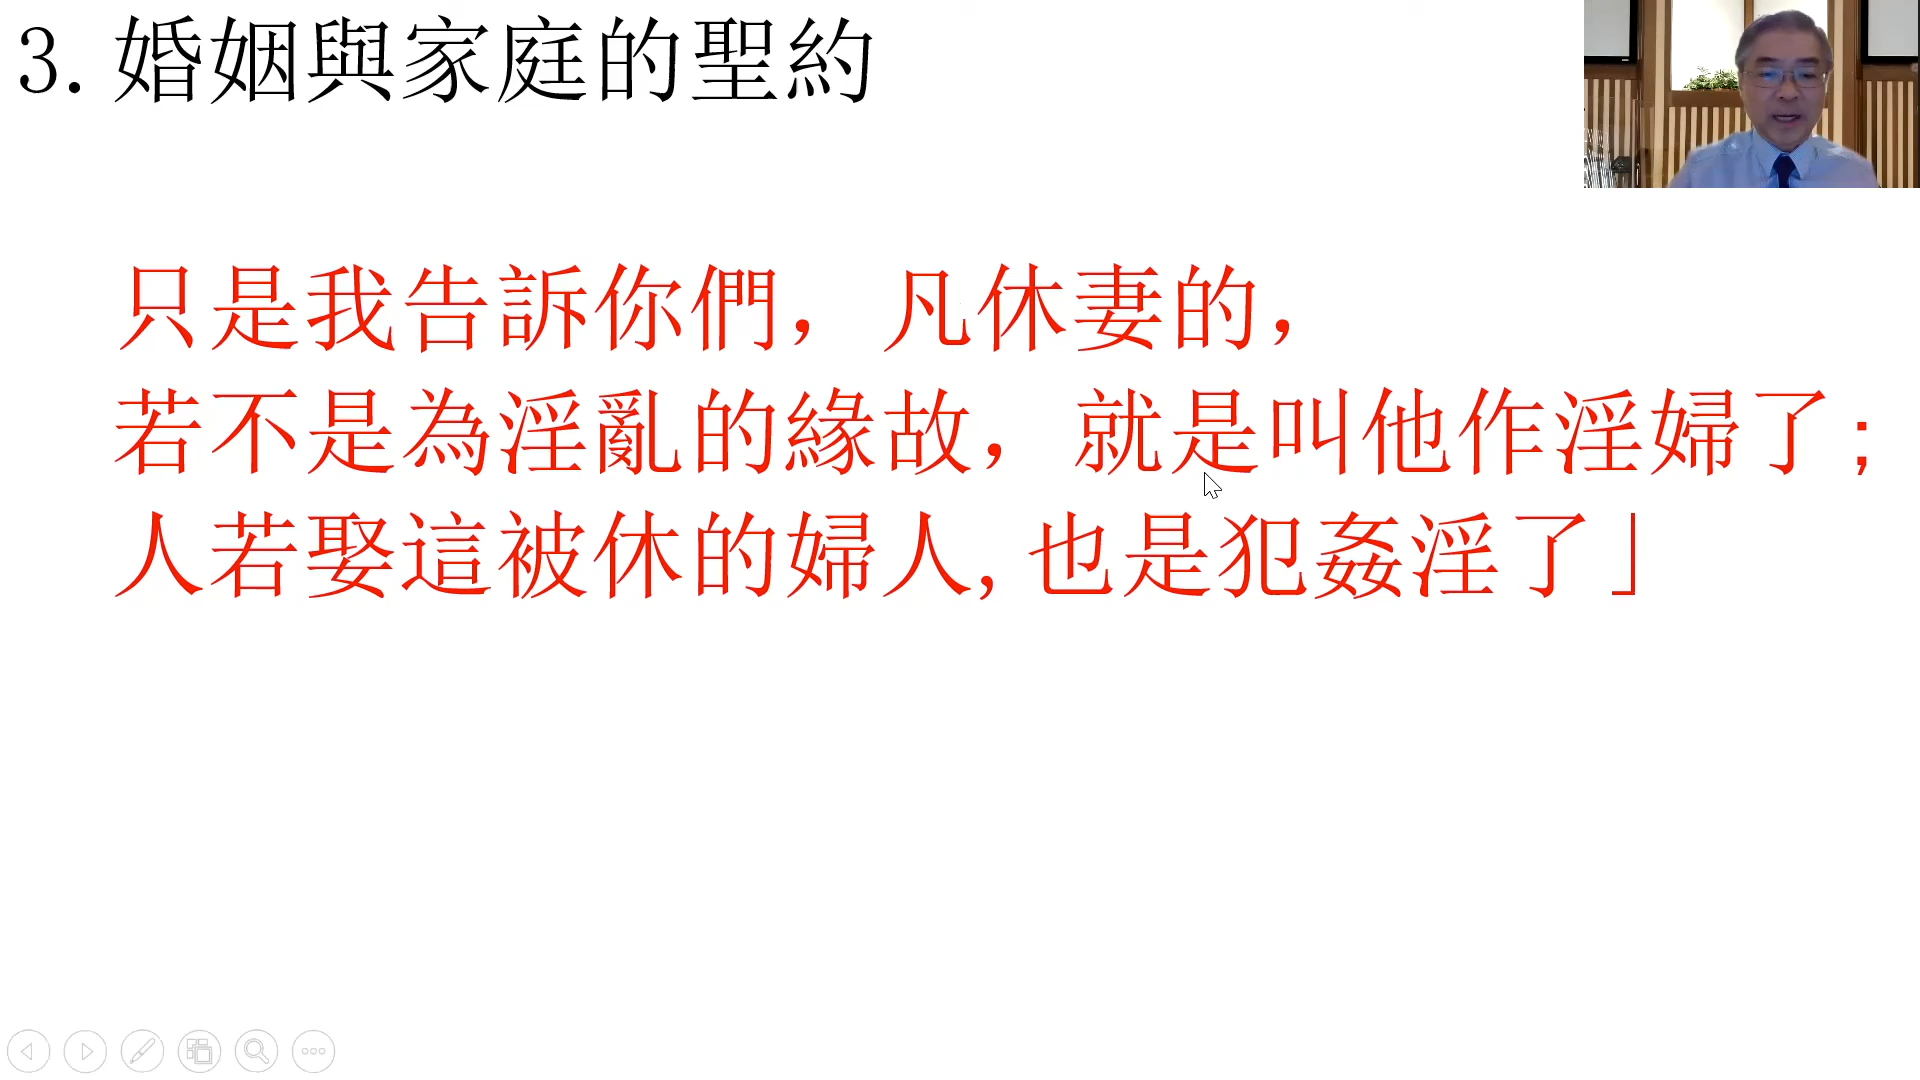 3.婚姻與家庭的聖約
只是我告訴你們，凡休妻的，
若不是為淫亂的緣故，就是叫他作淫婦了；
人若娶這被休的婦人,也是犯姦淫了」